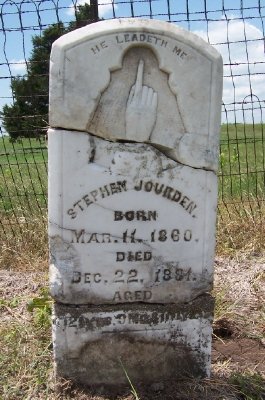 HE LEADETH ME
STEPHEN JOURDEN.
BORN
MAR. 11. 1860.
DIED
DEC. 22, 1881.
AGED